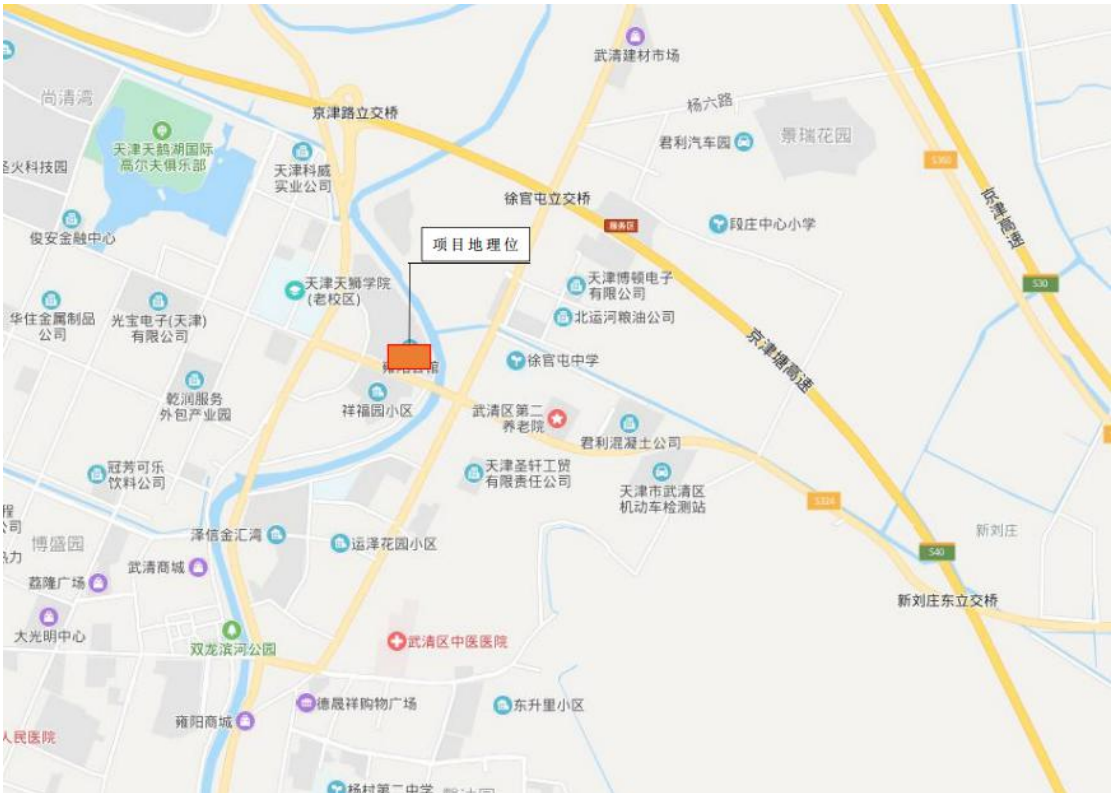 武清建材市场
尚清湾
京津路立交桥
杨六路
景瑞花园
君利汽车园
天津天鹅湖国际
高尔夫俱乐部
天津科威
实业公司
圣火科技园
S360
徐官屯立交桥
京津高速
服务区
段庄中心小学
俊安金融中心
项目地理位
天津天狮学院
(老校区)
天津博顿电子
有限公司
S30
华住金属制品
公司
光宝电子(天津)
有限公司
北运河粮油公司
京津塘高速
徐官屯中学
乾润服务
外包产业园
祥福园小区
武清区第二
养老院
君利混凝土公司
冠芳可乐
饮料公司
天津圣轩工贸
有限责任公司
天津市武清区
机动车检测站
S324
程
公司
博盛园
热力
泽信金汇湾
运泽花园小区
新刘庄
S40
武清商城
荔隆广场
新刘庄东立交桥
大光明中心
双龙滨河公园
武清区中医医院
德晟祥购物广场
东升里小区
雍阳商城
人民医院
杨村第二中学